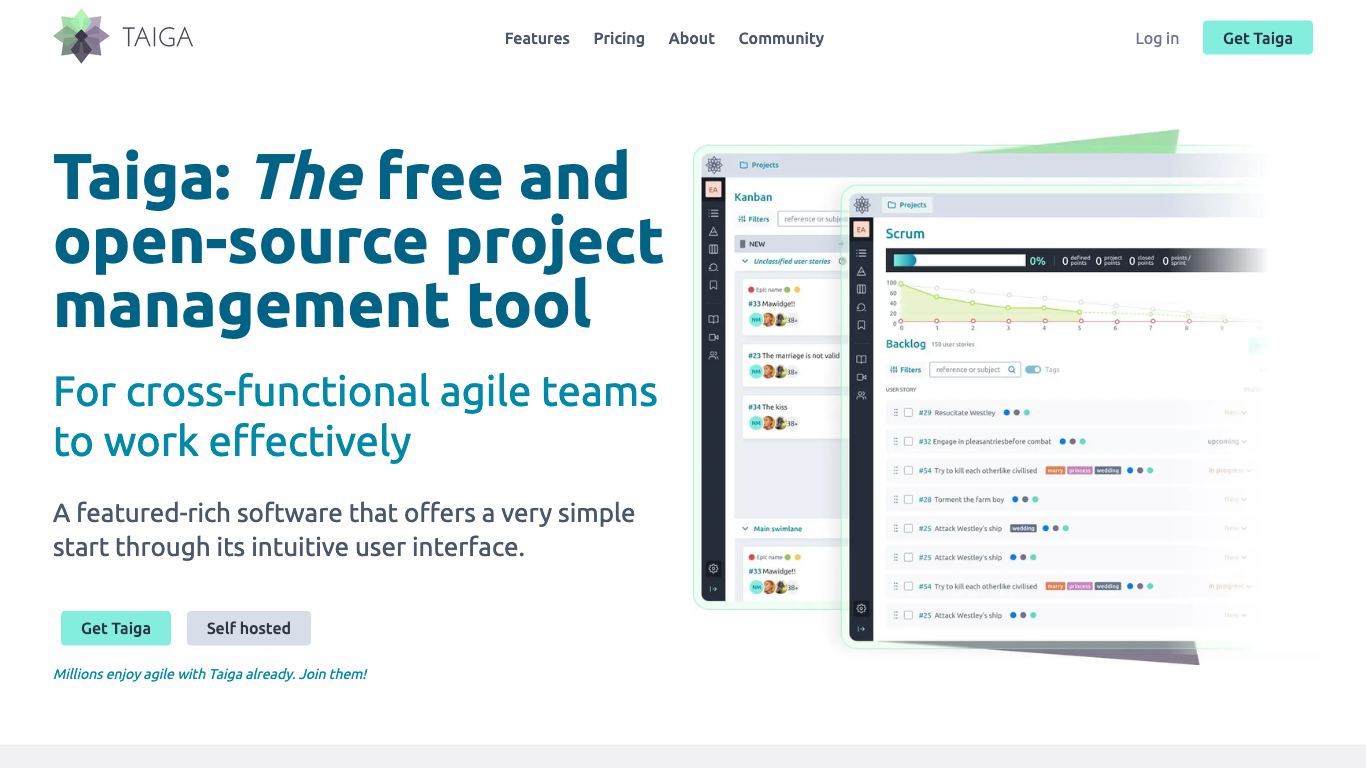 TAIGA
Features
Pricing
About
Community
Log in
Get Taiga
Taiga: The free and
open-source project
management tool
For cross-functional agile teams
to work effectively
A featured-rich software that offers a very simple
start through its intuitive user interface.
Get Taiga
Self hosted
Millions enjoy agile with Taiga already. Join them!
Projects
EA
Kanban
Filters
reference or subject
NEW
Unclassified user stories
Epic name
#33 Mawidge!!
NM
38+
#23 The marriage is not valid
NM
38+
#34 The kiss
NM
38+
Main swimlane
Epic name
#33 Mawidge!!
NM
38+
Projects
EA
Scrum
0%
0 defined points
0 project points
0 closed points
0 points / sprint
100
80
60
40
20
0
0 1 2 3 4 5 6 7 8 9
Backlog 150 user stories
Filters
reference or subject
Tags
USER STORY
#29 Resucitate Westley New
#32 Engage in pleasantriesbefore combat upcoming
#54 Try to kill each otherlike civilised marry princess wedding in progress
#28 Torment the farm boy New
#25 Attack Westley's ship wedding New
#25 Attack Westley's ship New
#54 Try to kill each otherlike civilised marry princess wedding in progress
#25 Attack Westley's ship New